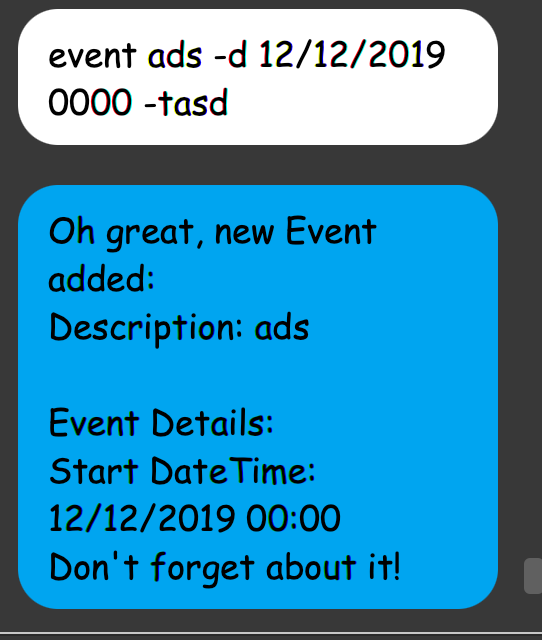 event ads -d 12/12/2019
0000 -tasd
Oh great, new Event
added:
Description: ads
Event Details:
Start DateTime:
12/12/2019 00:00
Don't forget about it!